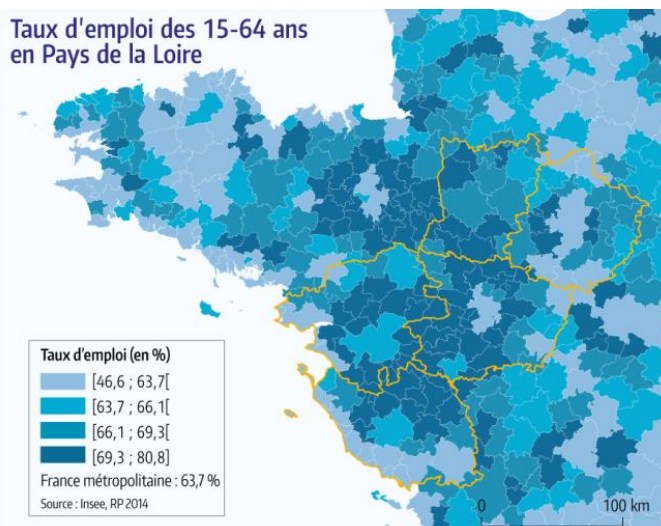 Taux d'emploi des 15-64 ans
en Pays de la Loire
Taux d'emploi (en %)
[46,6 ; 63,7[
[63,7 ; 66,1[
[66,1 ; 69,3[
[69,3 ; 80,8]
France métropolitaine : 63,7 %
Source : Insee, RP 2014
0 100 km